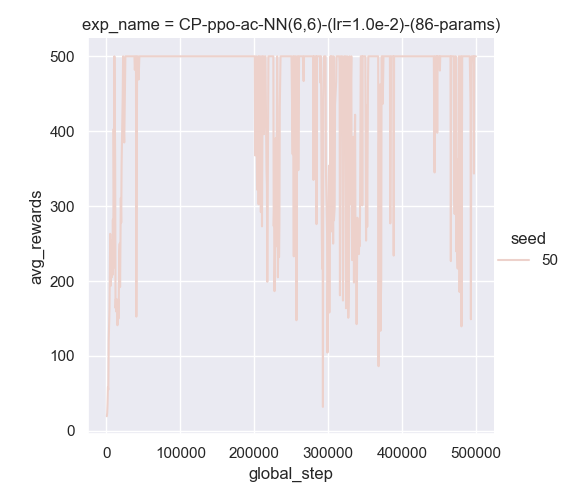 exp_name = CP-ppo-ac-NN(6,6)-(lr=1.0e-2)-(86-params)
500
400
300
200
100
0
avg_rewards
seed
50
0 100000 200000 300000 400000 500000
global_step